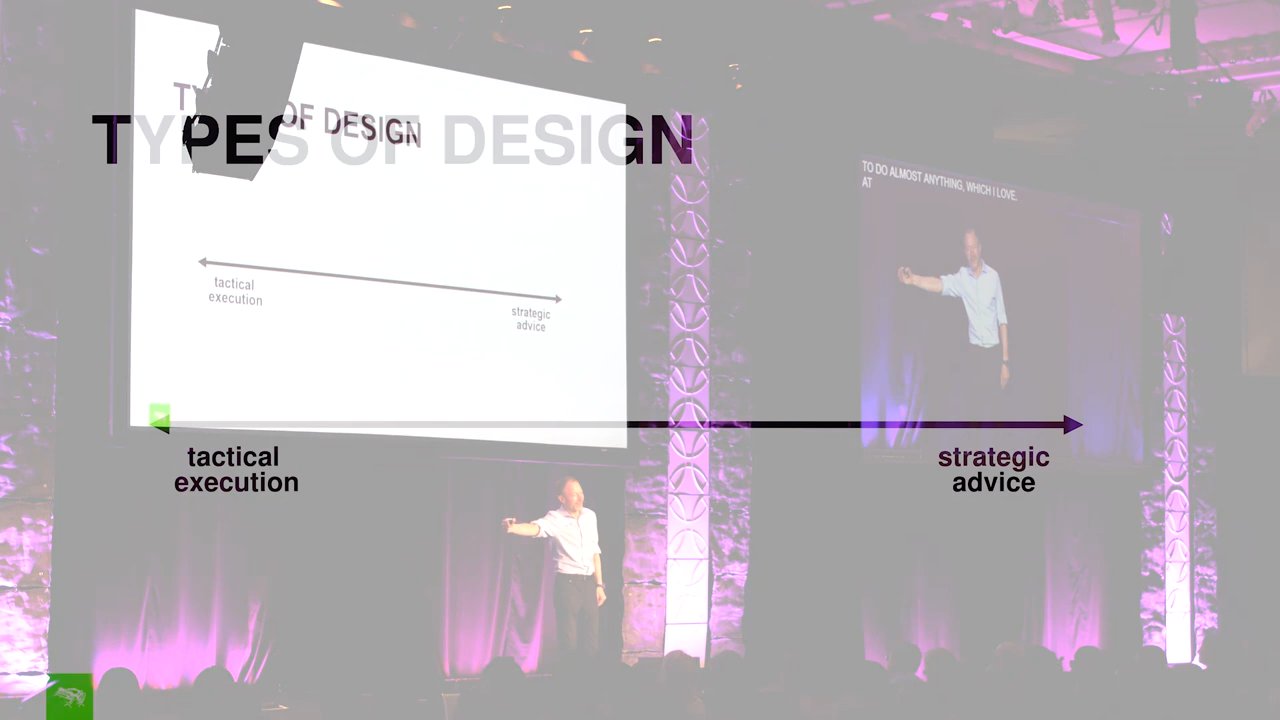 TYPES OF DESIGN
OF DESIGN
tactical
execution
strategic
advice
TO DO ALMOST ANYTHING, WHICH I LOVE.
AT
tactical
execution
strategic
advice